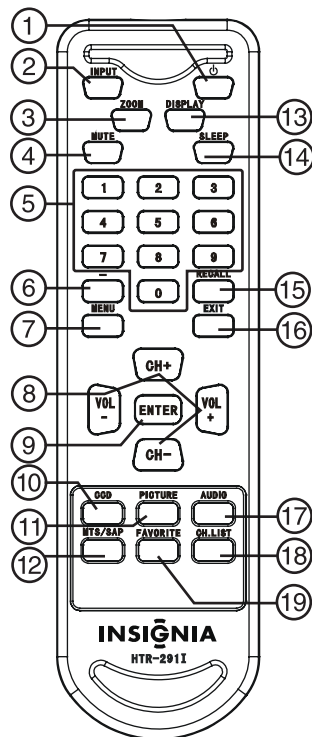 1
2
INPUT
3
ZOOM
DISPLAY
13
4
MUTE
SLEEP
14
5
1 2 3
4 5 6
7 8 9
6
—
0
RECALL
15
7
MENU
EXIT
16
8
CH+
VOL -
VOL +
9
ENTER
CH-
10
CCD
PICTURE
AUDIO
11
17
MTS/SAP
FAVORITE
CH.LIST
12
18
19
INSIGNIA
HTR-291I